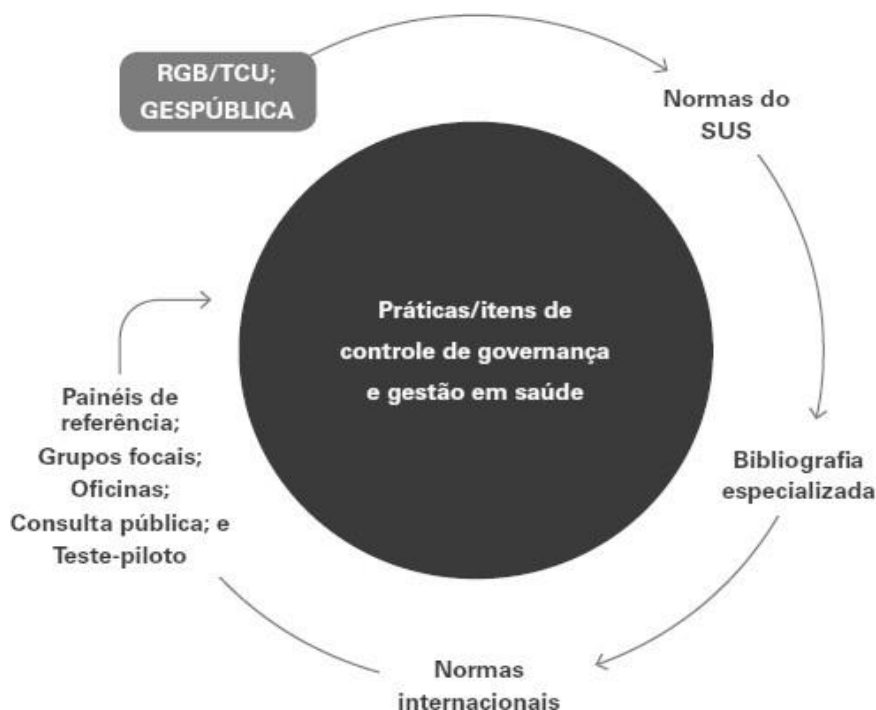 RGB/TCU;
GESPÚBLICA
Normas do
SUS
Práticas/itens de
controle de governança
e gestão em saúde
Bibliografia
especializada
Normas
internacionais
Painéis de
referência;
Grupos focais;
Oficinas;
Consulta pública; e
Teste-piloto